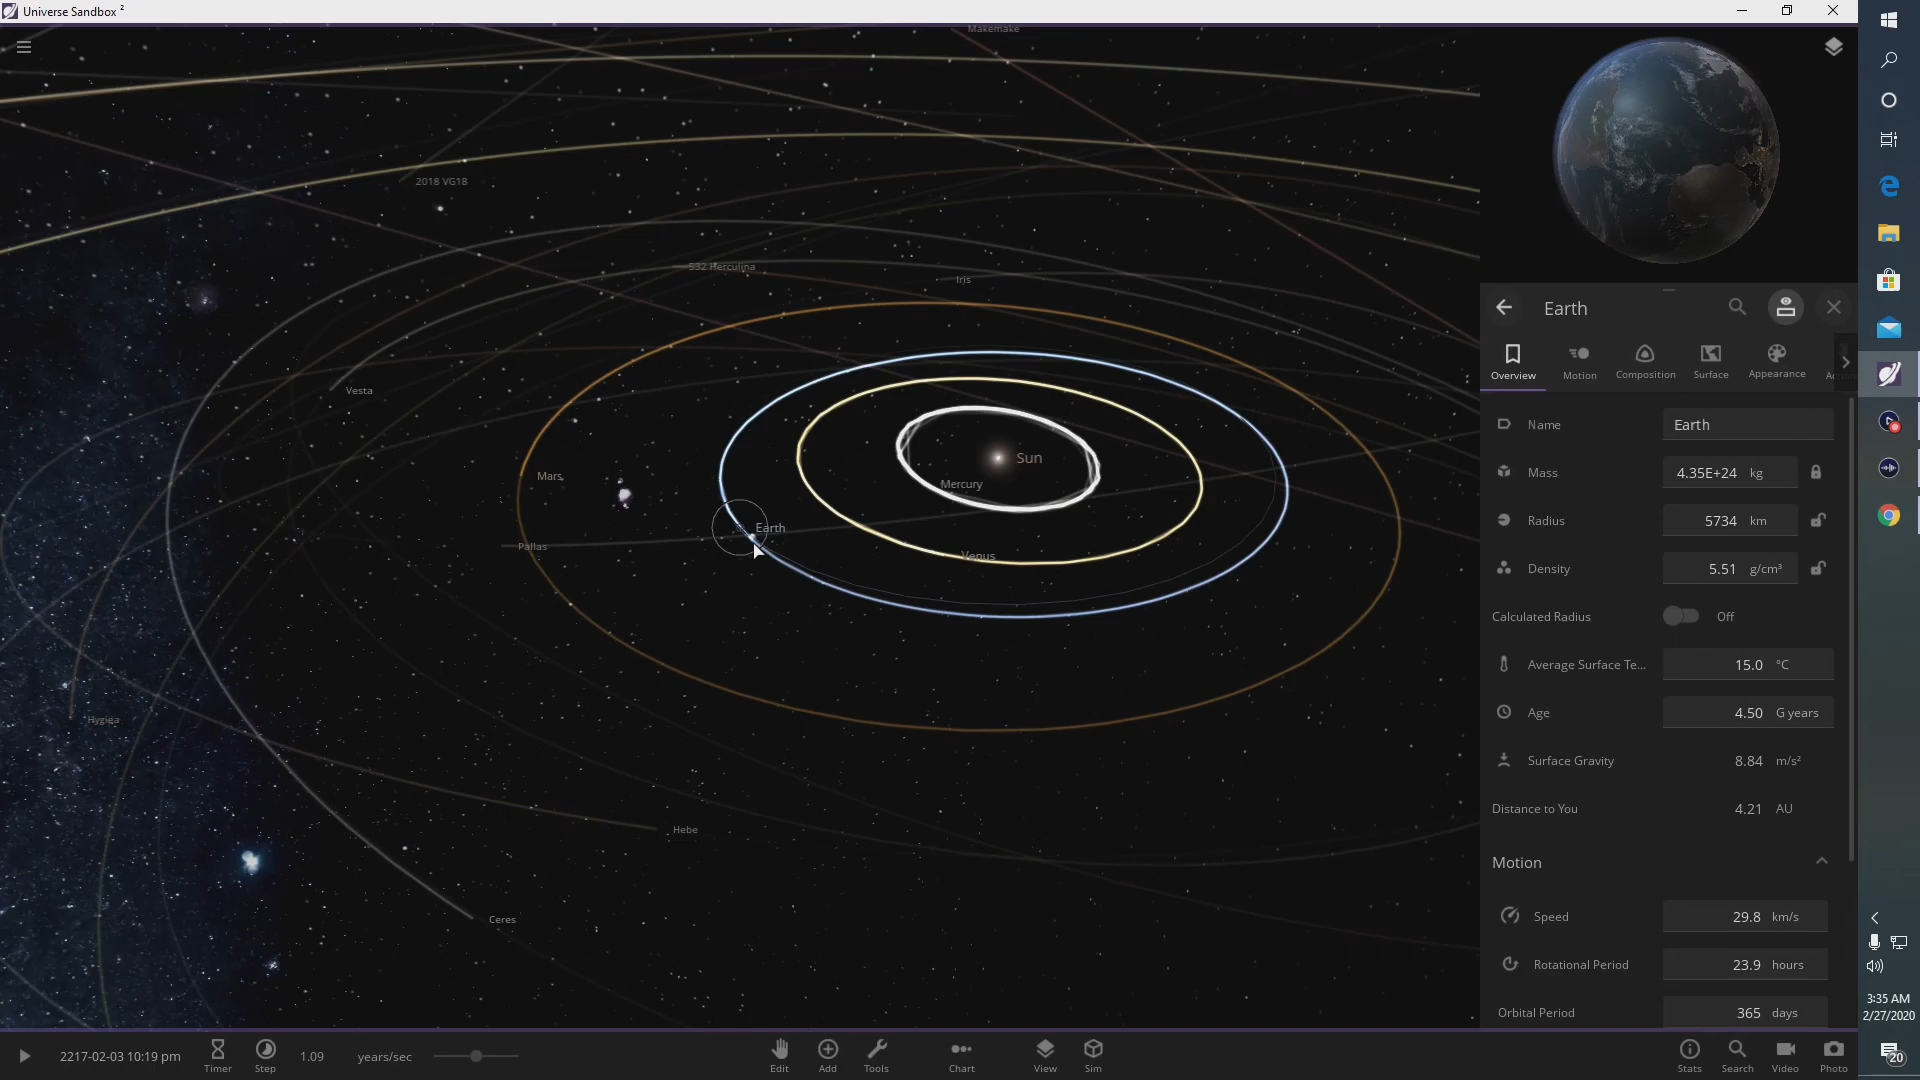 Universe Sandbox ²
Makemake
2018 VG18
532 Herculina
Iris
Vesta
Sun
Mars
Mercury
Earth
Pallas
Venus
Hygiea
Hebe
Ceres
Earth
Overview
Motion
Composition
Surface
Appearance
Name
Earth
Mass
4.35E+24 kg
Radius
5734 km
Density
5.51 g/cm³
Calculated Radius
Off
Average Surface Te...
15.0 °C
Age
4.50 G years
Surface Gravity
8.84 m/s²
Distance to You
4.21 AU
Motion
Speed
29.8 km/s
Rotational Period
23.9 hours
Orbital Period
365 days
2217-02-03 10:19 pm
Timer
Step
1.09 years/sec
Edit
Add
Tools
Chart
View
Sim
Stats
Search
Video
Photo
3:35 AM
2/27/2020
20